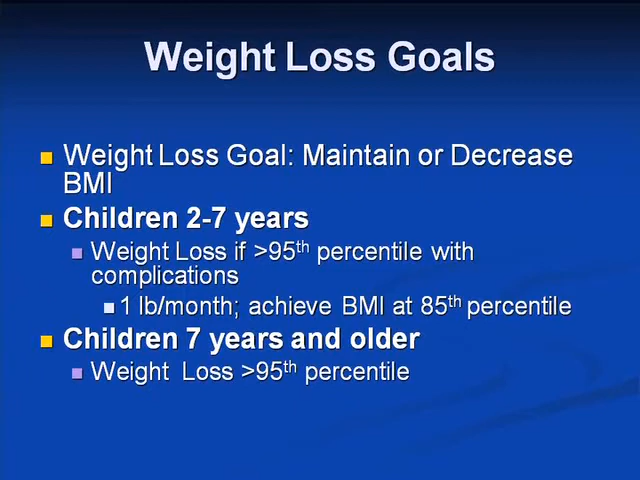 Weight Loss Goals
Weight Loss Goal: Maintain or Decrease
BMI
Children 2-7 years
Weight Loss if >95th percentile with
complications
1 lb/month; achieve BMI at 85th percentile
Children 7 years and older
Weight Loss >95th percentile